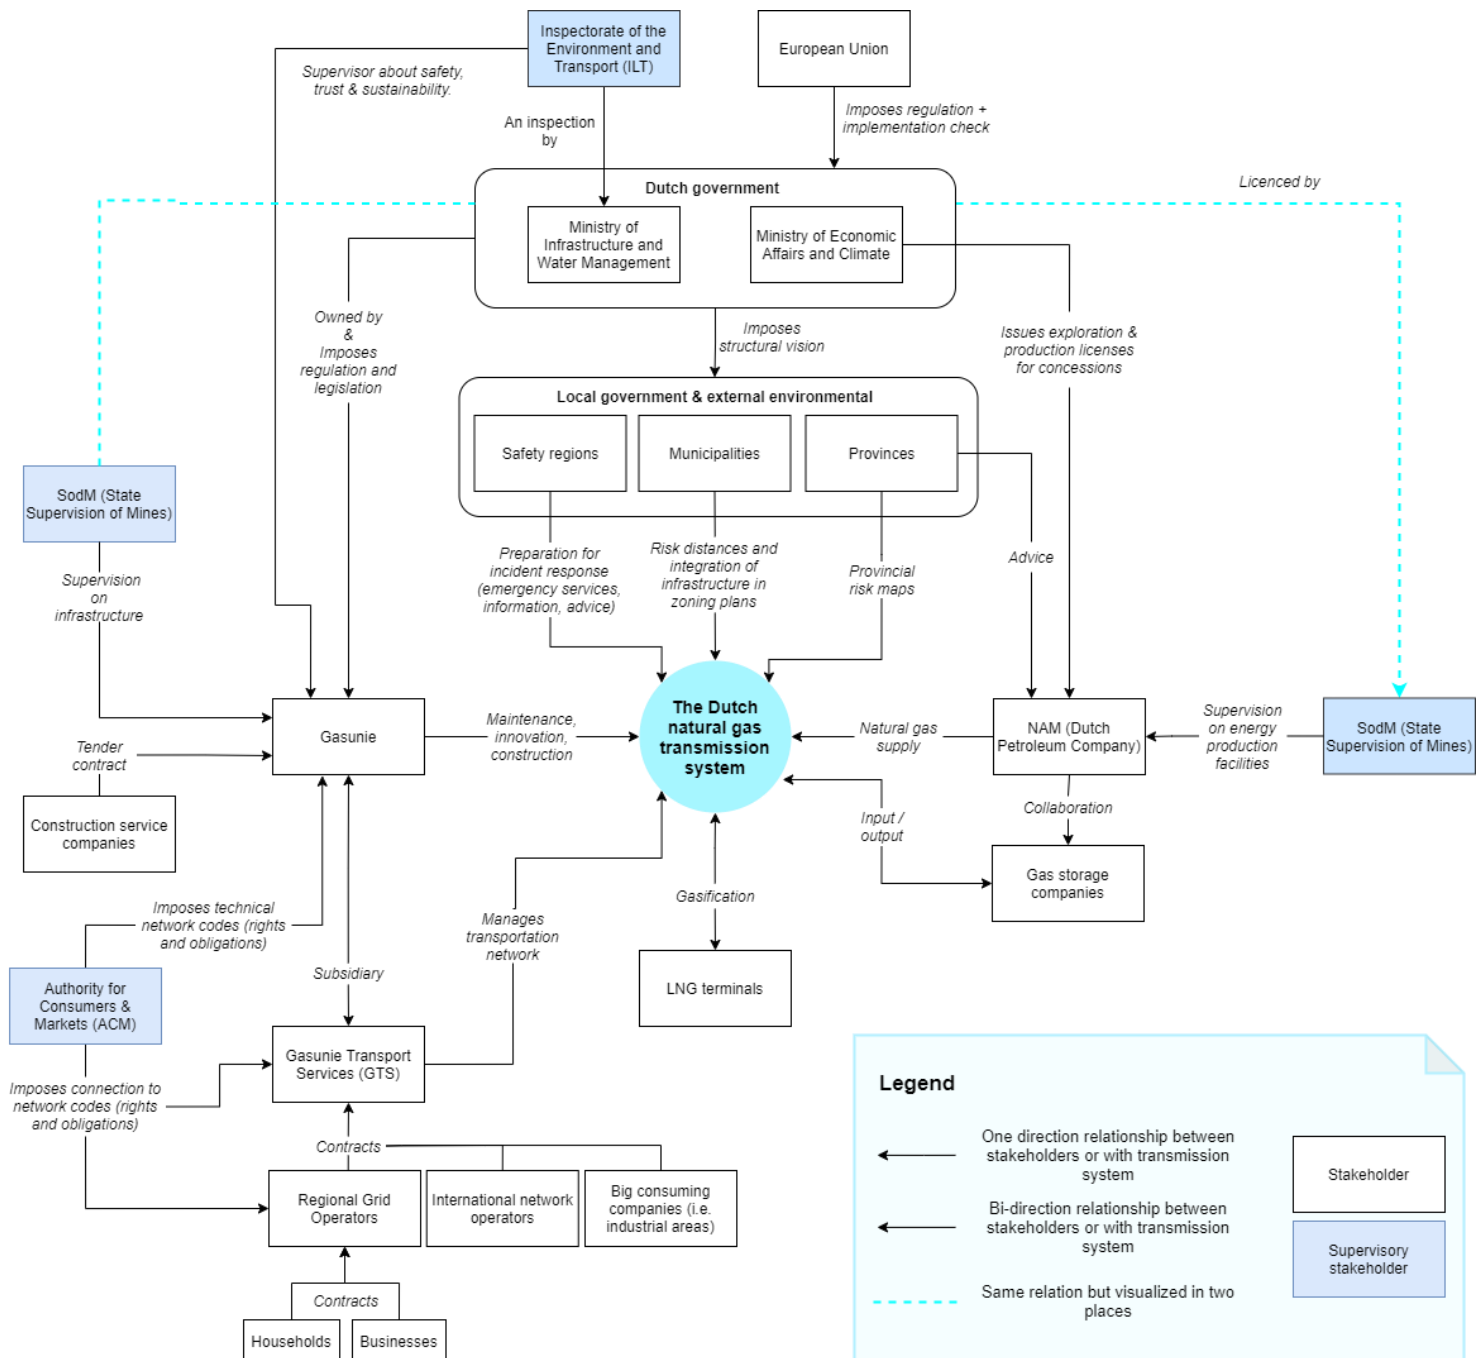 Inspectorate of the
Environment and
Transport (ILT)
European Union
Supervisor about safety,
trust & sustainability.
An inspection
by
Imposes regulation +
implementation check
Licenced by
Dutch government
Ministry of
Infrastructure and
Water Management
Ministry of Economic
Affairs and Climate
Owned by
&
Imposes
regulation and
legislation
Imposes
structural vision
Issues exploration &
production licenses
for concessions
Local government & external environmental
Safety regions
Municipalities
Provinces
SodM (State
Supervision of Mines)
Supervision
on
infrastructure
Preparation for
incident response
(emergency services,
information, advice)
Risk distances and
integration of
infrastructure in
zoning plans
Provincial
risk maps
Advice
Gasunie
Maintenance,
innovation,
construction
The Dutch
natural gas
transmission
system
Natural gas
supply
NAM (Dutch
Petroleum Company)
Supervision
on energy
production
facilities
SodM (State
Supervision of Mines)
Tender
contract
Construction service
companies
Collaboration
Input /
output
Gas storage
companies
Imposes technical
network codes (rights
and obligations)
Gasification
Manages
transportation
network
Subsidiary
LNG terminals
Authority for
Consumers &
Markets (ACM)
Gasunie Transport
Services (GTS)
Imposes connection to
network codes (rights
and obligations)
Contracts
Regional Grid
Operators
International network
operators
Big consuming
companies (i.e.
industrial areas)
Contracts
Households
Businesses
Legend
One direction relationship between
stakeholders or with transmission
system
Bi-direction relationship between
stakeholders or with transmission
system
Same relation but visualized in two
places
Stakeholder
Supervisory
stakeholder